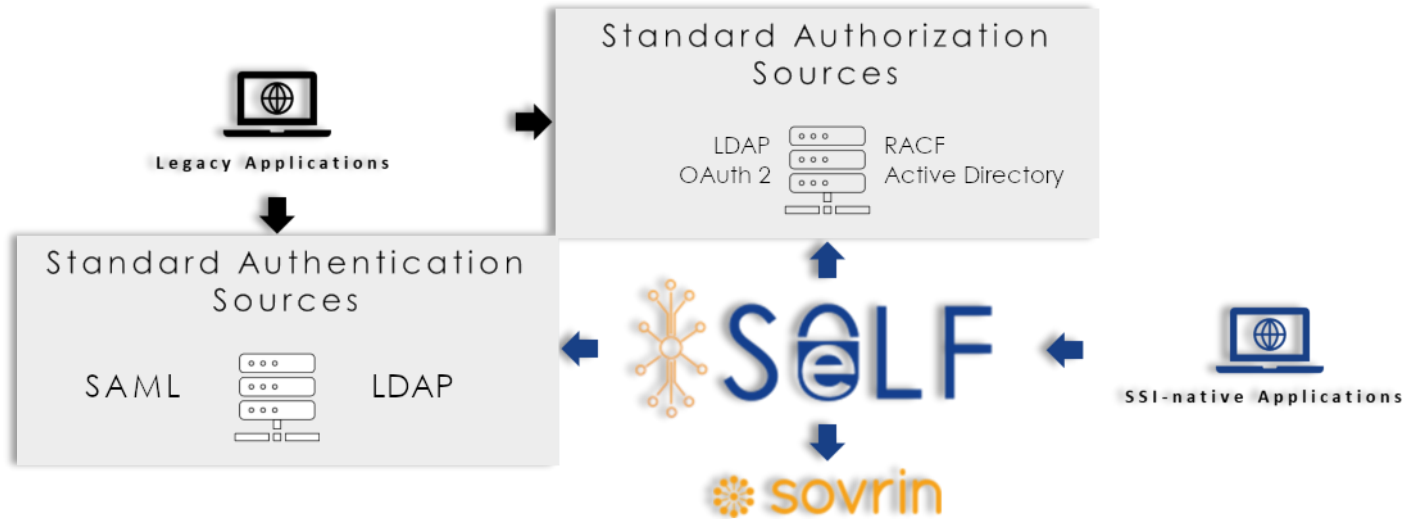 Standard Authorization
Sources
LDAP
OAuth 2
RACF
Active Directory
Legacy Applications
Standard Authentication
Sources
SAML
LDAP
SeLF
SSI-native Applications
sovrin